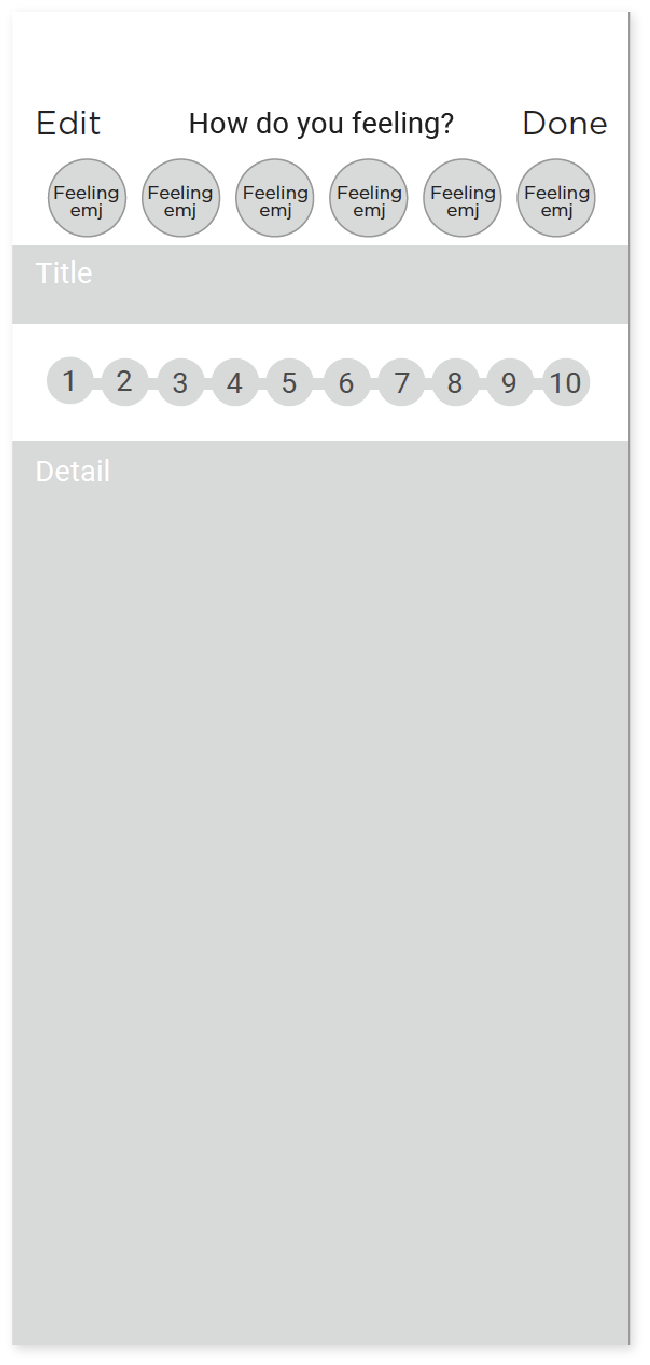 Edit How do you feeling? Done
Feeling Feeling Feeling Feeling Feeling Feeling
emj emj emj emj emj emj
Title
1 2 3 4 5 6 7 8 9 10
Detail